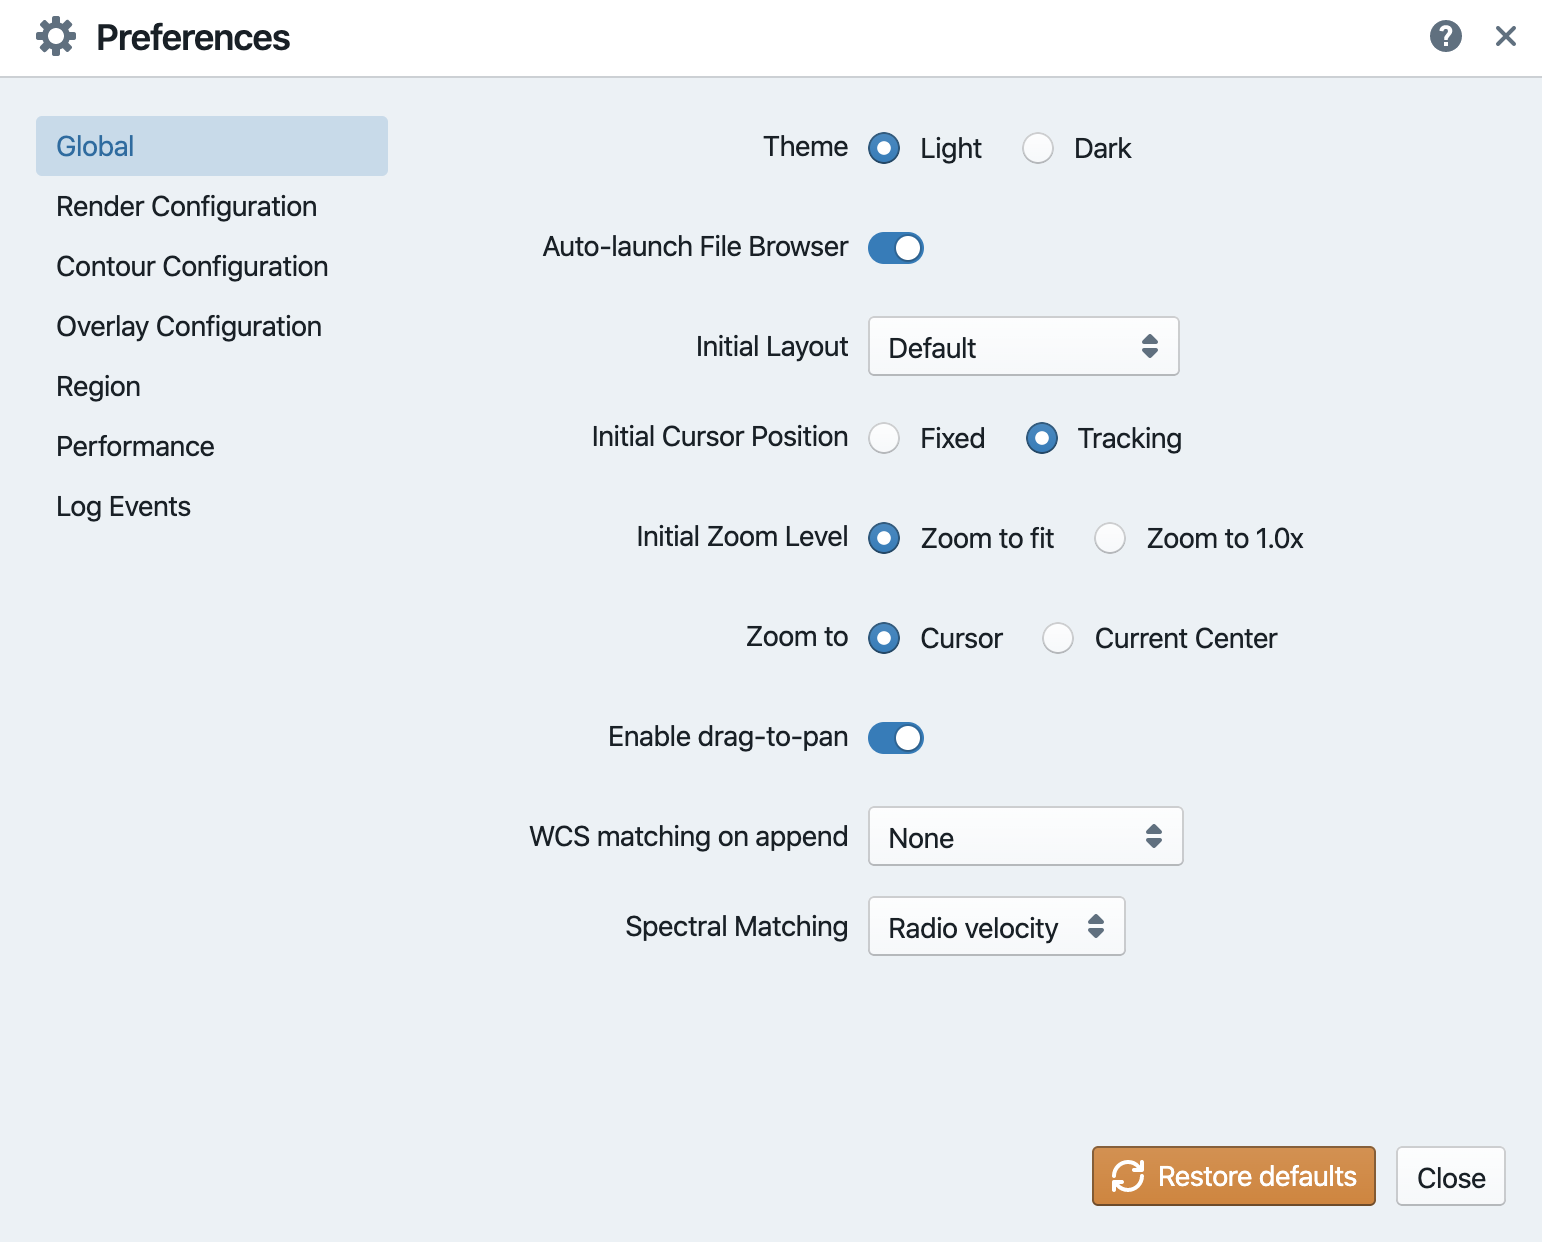 Preferences
Global
Render Configuration
Contour Configuration
Overlay Configuration
Region
Performance
Log Events
Theme Light Dark
Auto-launch File Browser
Initial Layout Default
Initial Cursor Position Fixed Tracking
Initial Zoom Level Zoom to fit Zoom to 1.0x
Zoom to Cursor Current Center
Enable drag-to-pan
WCS matching on append None
Spectral Matching Radio velocity
Restore defaults Close